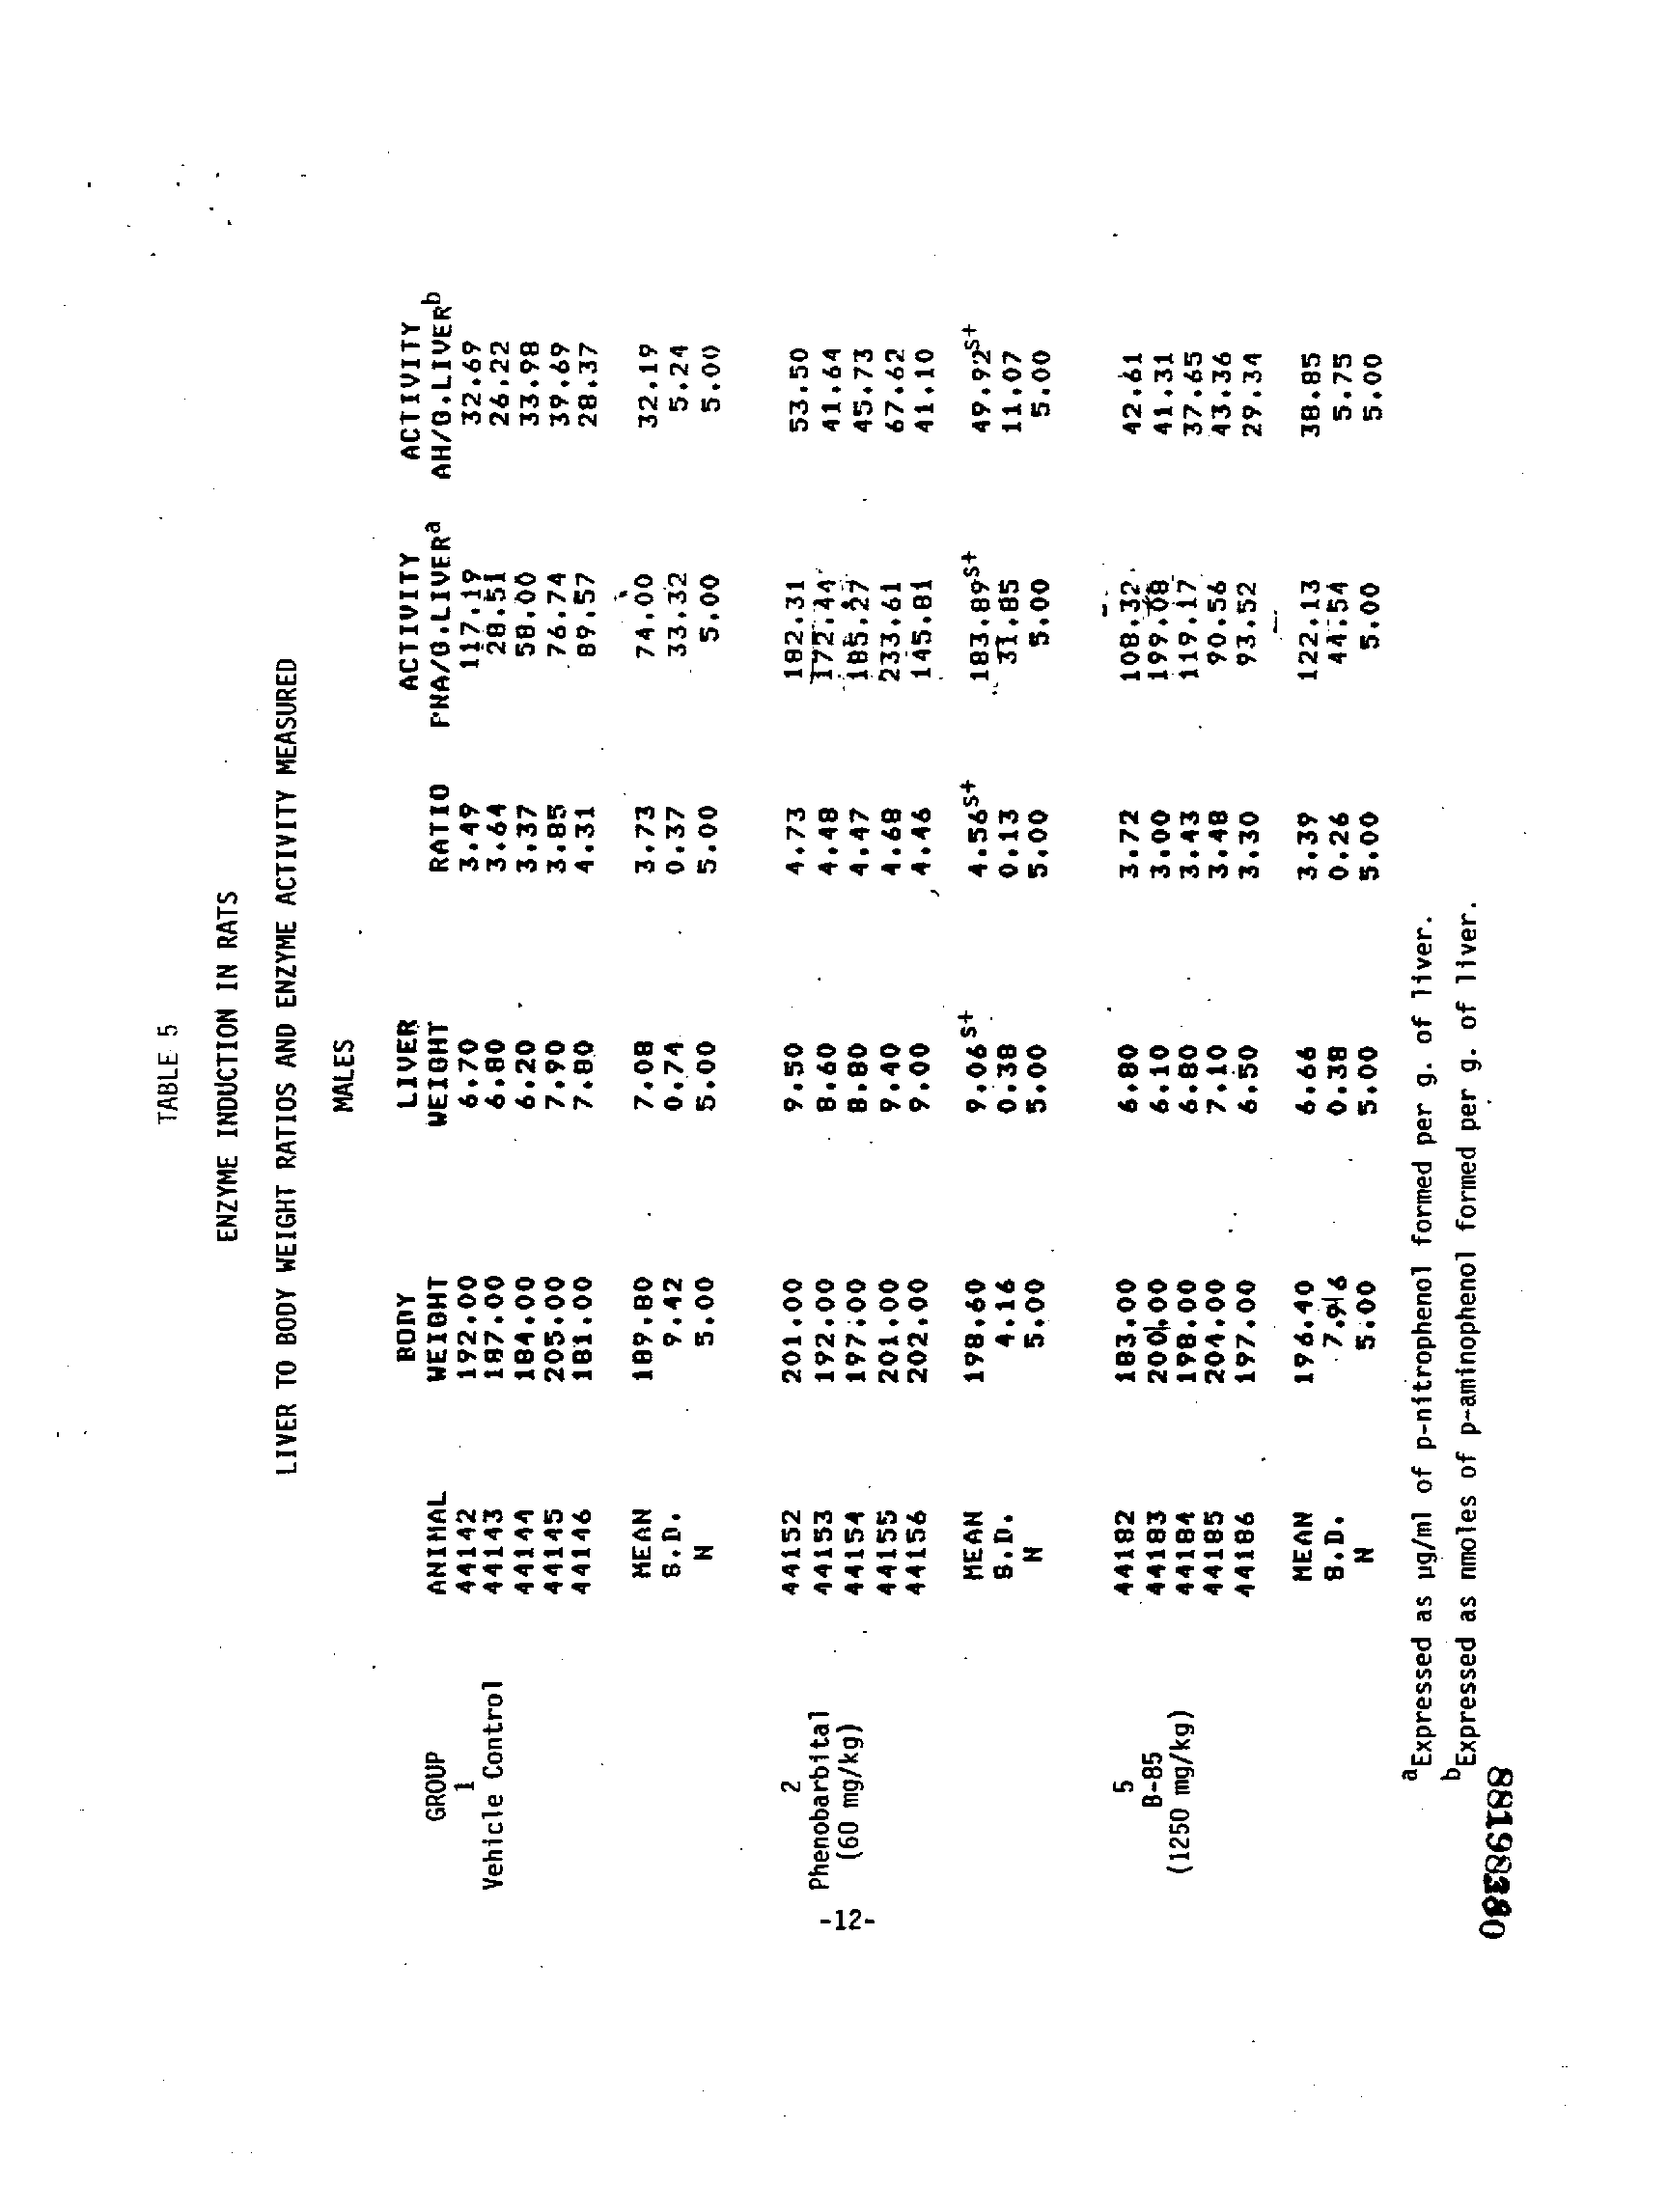 TABLE 5
ENZYME INDUCTION IN RATS
LIVER TO BODY WEIGHT RATIOS AND ENZYME ACTIVITY MEASURED
MALES
BODY LIVER ACTIVITY ACTIVITY
GROUP ANIMAL WEIGHT WEIGHT RATIO PNA/G.LIVERa AH/G.LIVERb
1 44142 192.00 6.70 3.49 117.19 32.69
Vehicle Control 44143 187.00 6.80 3.64 28.51 26.22
44144 184.00 6.20 3.37 58.00 33.98
44145 205.00 7.90 3.85 76.74 39.69
44146 181.00 7.80 4.31 89.57 28.37
MEAN 189.80 7.08 3.73 74.00 32.19
S.D. 9.42 0.74 0.37 33.32 5.24
N 5.00 5.00 5.00 5.00 5.00
2 44152 201.00 9.50 4.73 182.31 53.50
Phenobarbital 44153 192.00 8.60 4.48 172.44 41.64
(60 mg/kg) 44154 197.00 8.80 4.47 185.27 45.73
44155 201.00 9.40 4.68 233.61 67.62
44156 202.00 9.00 4.46 145.81 41.10
MEAN 198.60 9.06s+ 4.56s+ 183.89s+ 49.92s+
S.D. 4.16 0.38 0.13 31.85 11.07
N 5.00 5.00 5.00 5.00 5.00
5 44182 183.00 6.80 3.72 108.32 42.61
B-85 44183 200.00 6.10 3.00 199.08 41.31
(1250 mg/kg) 44184 198.00 6.80 3.43 119.17 37.65
44185 204.00 7.10 3.48 90.56 43.36
44186 197.00 6.50 3.30 93.52 29.34
MEAN 196.40 6.66 3.39 122.13 38.85
S.D. 7.96 0.38 0.26 44.54 5.75
N 5.00 5.00 5.00 5.00 5.00
aExpressed as µg/ml of p-nitrophenol formed per g. of liver.
bExpressed as nmoles of p-aminophenol formed per g. of liver.
-12-